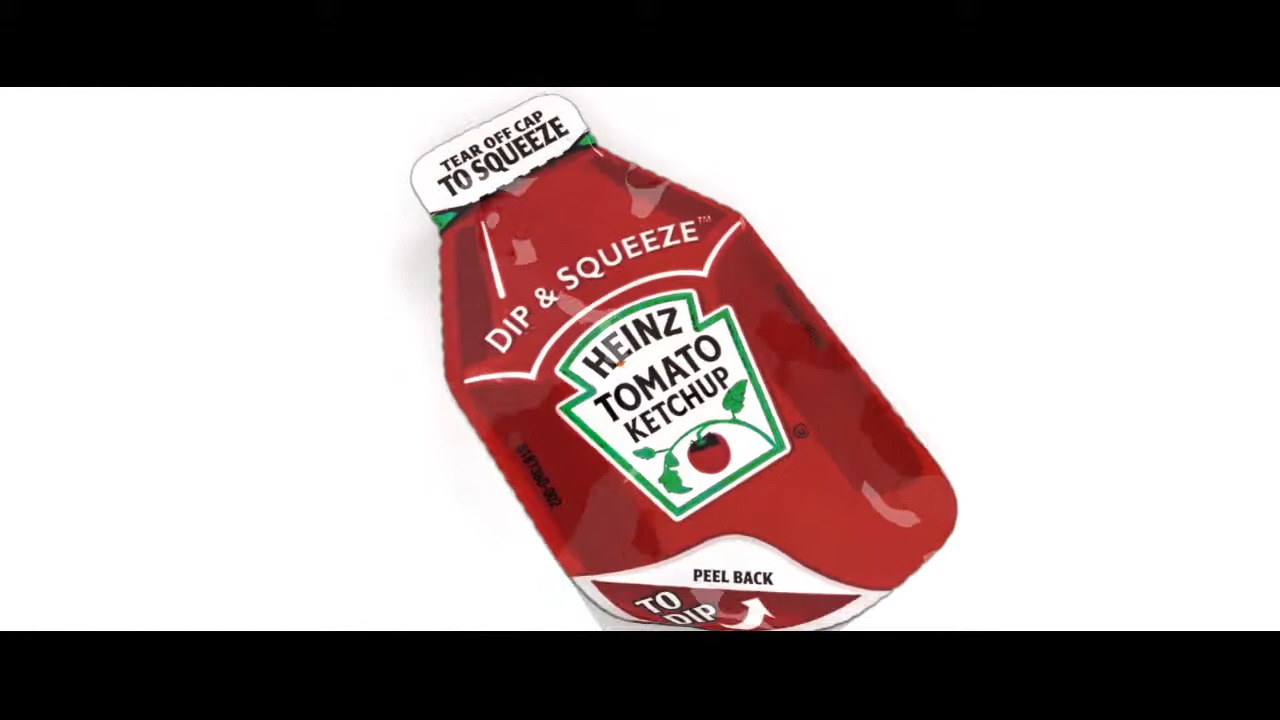 TEAR OFF CAP
TO SQUEEZE
DIP & SQUEEZE™
HEINZ
TOMATO
KETCHUP
®
PEEL BACK
TO
DIP